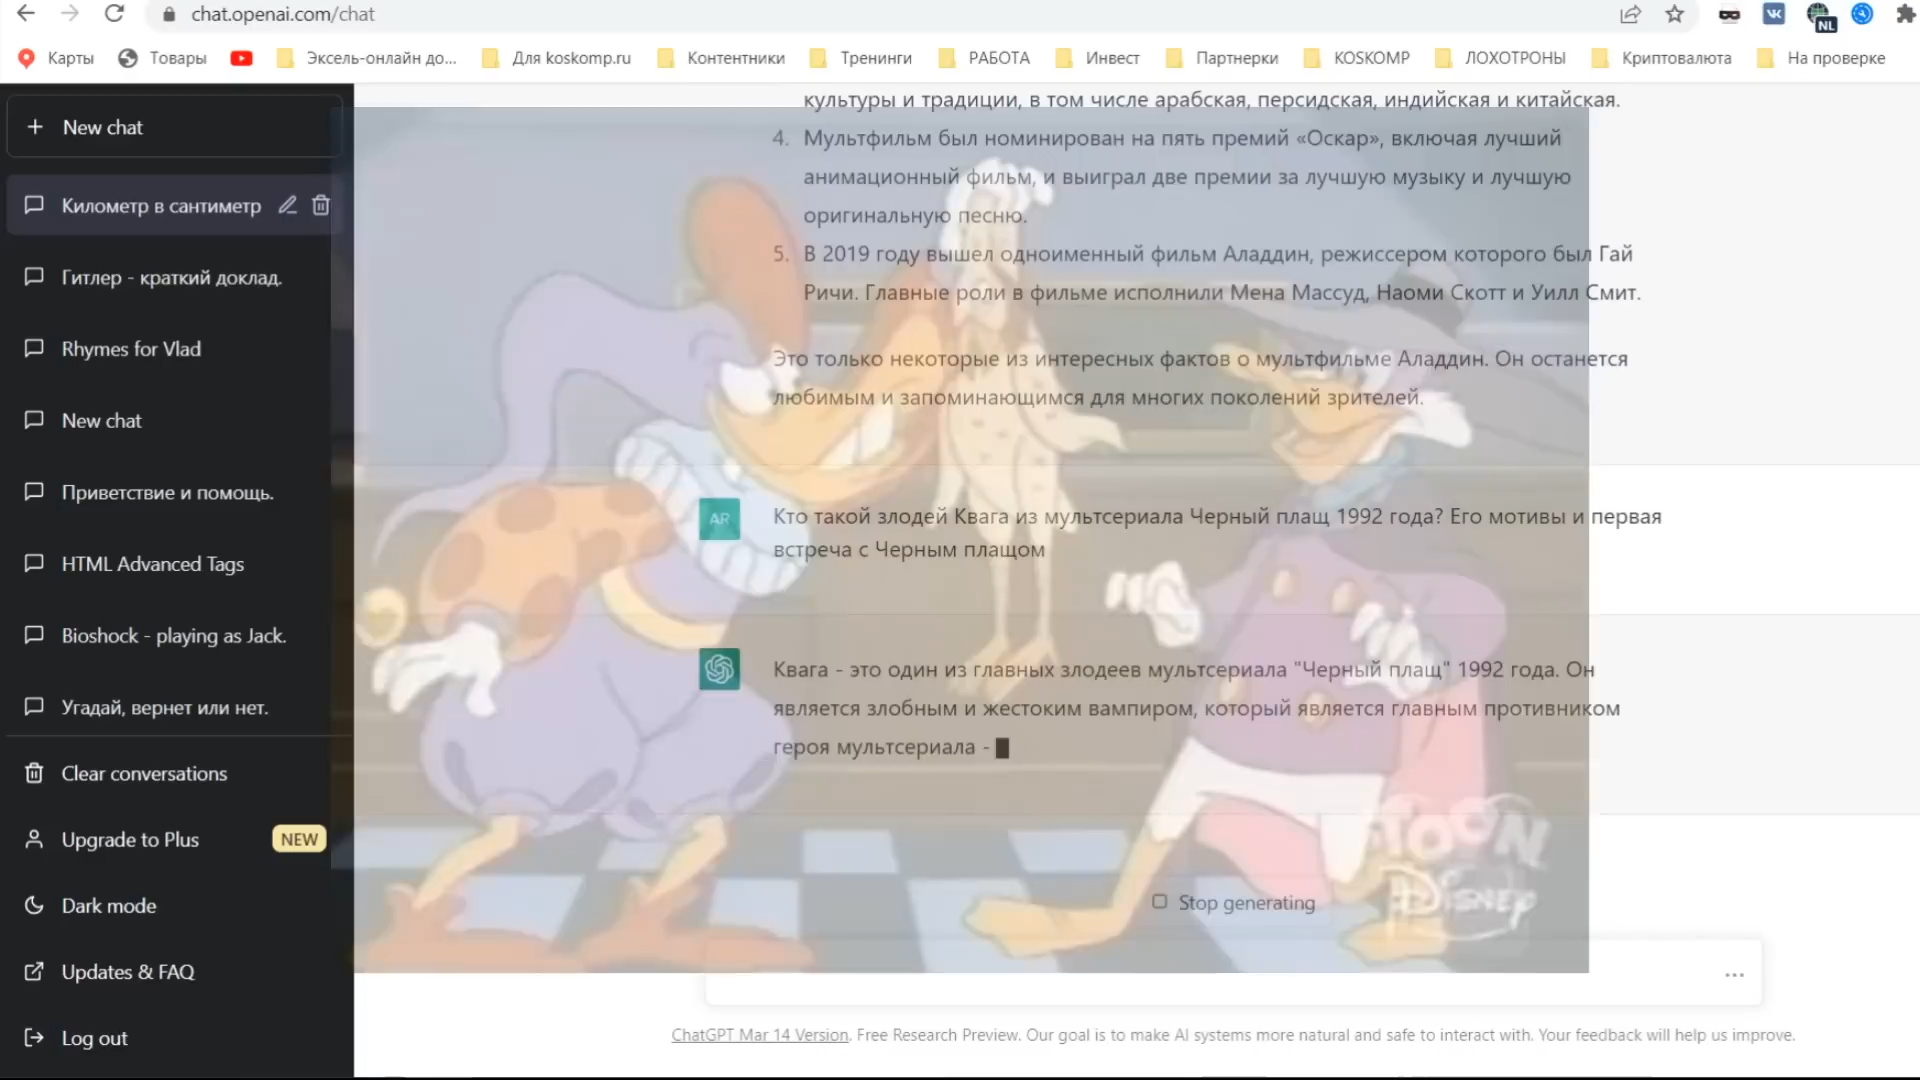 chat.openai.com/chat
NL
Карты
Товары
Эксель-онлайн до...
Для koskomp.ru
Контентники
Тренинги
РАБОТА
Инвест
Партнерки
KOSKOMP
ЛОХОТРОНЫ
Криптовалюта
На проверке
New chat
Километр в сантиметр
Гитлер - краткий доклад.
Rhymes for Vlad
New chat
Приветствие и помощь.
HTML Advanced Tags
Bioshock - playing as Jack.
Угадай, вернет или нет.
Clear conversations
Upgrade to Plus
NEW
Dark mode
Updates & FAQ
Log out
культуры и традиции, в том числе арабская, персидская, индийская и китайская.
4. Мультфильм был номинирован на пять премий «Оскар», включая лучший
анимационный фильм, и выиграл две премии за лучшую музыку и лучшую
оригинальную песню.
5. В 2019 году вышел одноименный фильм Аладдин, режиссером которого был Гай
Ричи. Главные роли в фильме исполнили Мена Массуд, Наоми Скотт и Уилл Смит.
Это только некоторые из интересных фактов о мультфильме Аладдин. Он останется
любимым и запоминающимся для многих поколений зрителей.
AR
Кто такой злодей Квага из мультсериала Черный плащ 1992 года? Его мотивы и первая
встреча с Черным плащом
Квага - это один из главных злодеев мультсериала "Черный плащ" 1992 года. Он
является злобным и жестоким вампиром, который является главным противником
героя мультсериала -
Stop generating
TOON
Disney
ChatGPT Mar 14 Version. Free Research Preview. Our goal is to make AI systems more natural and safe to interact with. Your feedback will help us improve.